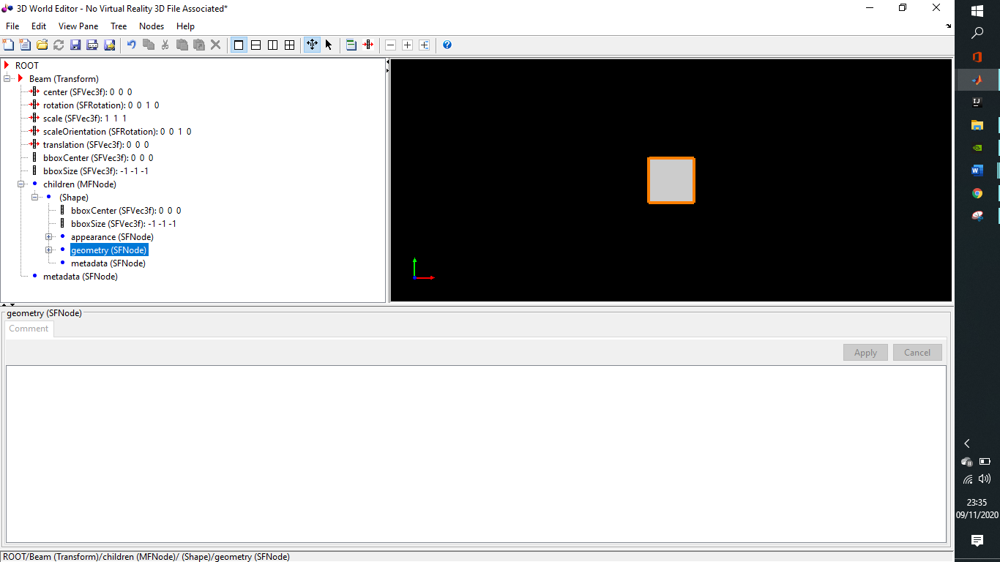 3D World Editor - No Virtual Reality 3D File Associated*
File Edit View Pane Tree Nodes Help
ROOT
Beam (Transform)
center (SFVec3f): 0 0 0
rotation (SFRotation): 0 0 1 0
scale (SFVec3f): 1 1 1
scaleOrientation (SFRotation): 0 0 1 0
translation (SFVec3f): 0 0 0
bboxCenter (SFVec3f): 0 0 0
bboxSize (SFVec3f): -1 -1 -1
children (MFNode)
(Shape)
bboxCenter (SFVec3f): 0 0 0
bboxSize (SFVec3f): -1 -1 -1
appearance (SFNode)
geometry (SFNode)
metadata (SFNode)
metadata (SFNode)
geometry (SFNode)
Comment
Apply Cancel
ROOT/Beam (Transform)/children (MFNode)/ (Shape)/geometry (SFNode)
IJ
W
23:35
09/11/2020